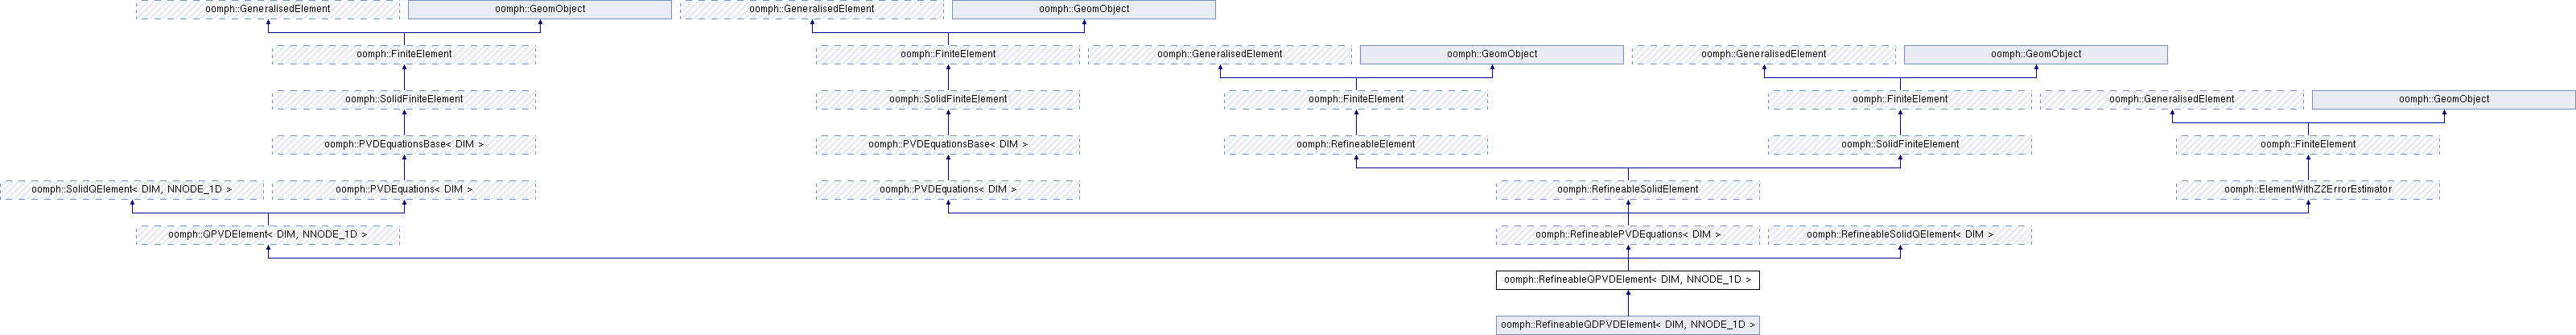 oomph::GeneralisedElement
oomph::GeomObject
oomph::GeneralisedElement
oomph::GeomObject
oomph::FiniteElement
oomph::FiniteElement
oomph::GeneralisedElement
oomph::GeomObject
oomph::GeneralisedElement
oomph::GeomObject
oomph::SolidFiniteElement
oomph::SolidFiniteElement
oomph::FiniteElement
oomph::FiniteElement
oomph::GeneralisedElement
oomph::GeomObject
oomph::PVDEquationsBase< DIM >
oomph::PVDEquationsBase< DIM >
oomph::RefineableElement
oomph::SolidFiniteElement
oomph::FiniteElement
oomph::SolidQElement< DIM, NNODE_1D >
oomph::PVDEquations< DIM >
oomph::PVDEquations< DIM >
oomph::RefineableSolidElement
oomph::ElementWithZ2ErrorEstimator
oomph::QPVDElement< DIM, NNODE_1D >
oomph::RefineablePVDEquations< DIM >
oomph::RefineableSolidQElement< DIM >
oomph::RefineableQPVDElement< DIM, NNODE_1D >
oomph::RefineableQDPVDElement< DIM, NNODE_1D >